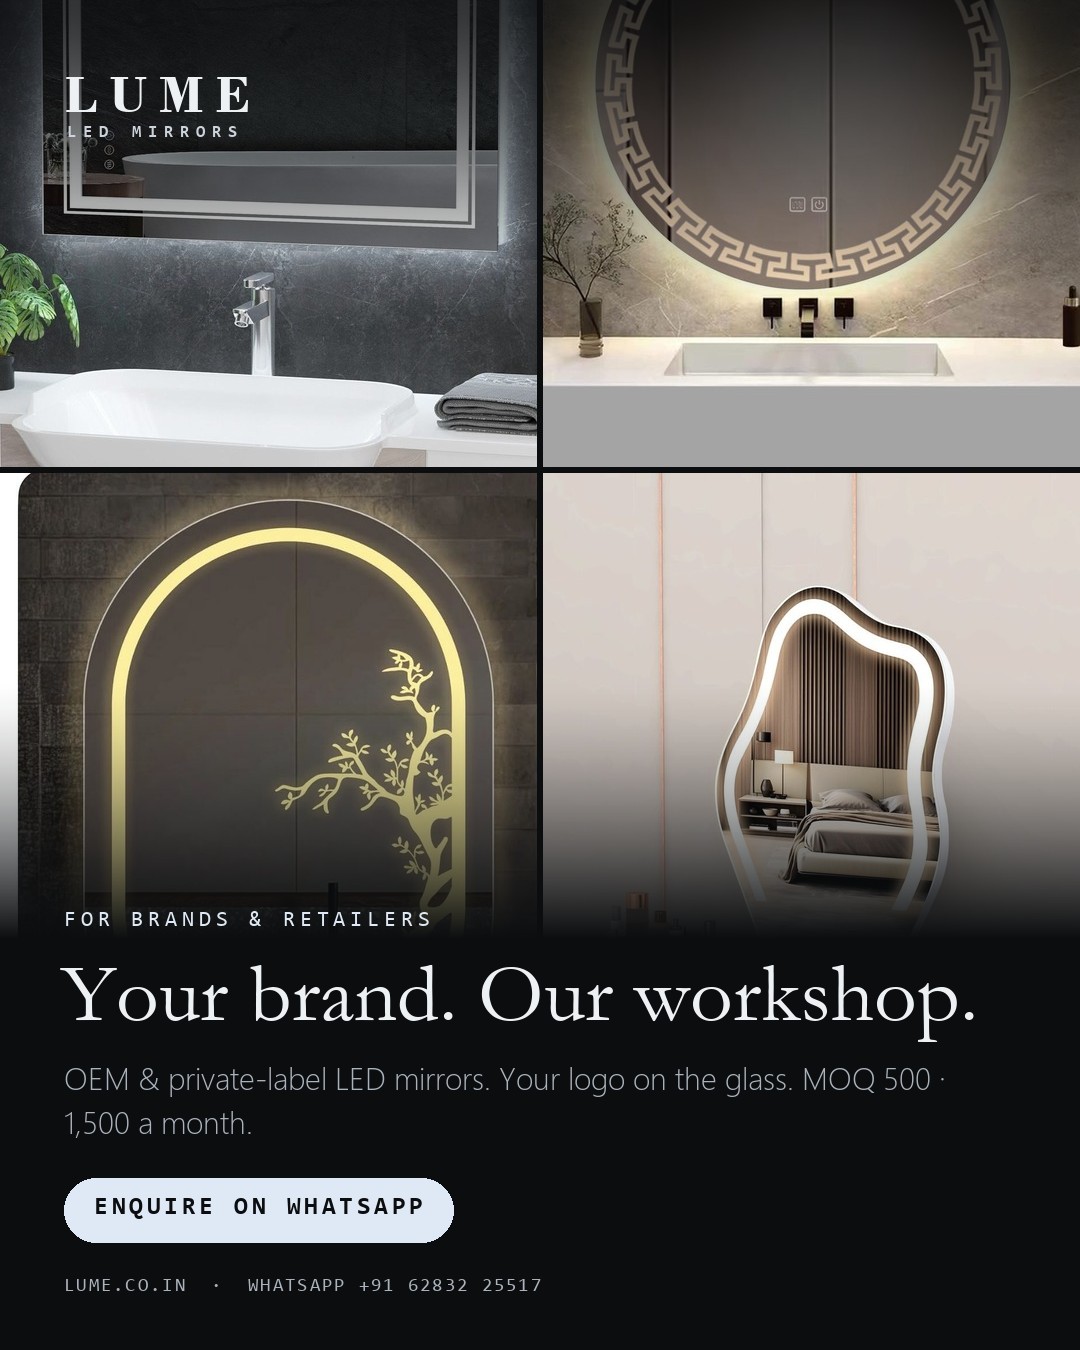 LUME
LED MIRRORS
FOR BRANDS & RETAILERS
Your brand. Our workshop.
OEM & private-label LED mirrors. Your logo on the glass. MOQ 500 ·
1,500 a month.
ENQUIRE ON WHATSAPP
LUME.CO.IN · WHATSAPP +91 62832 25517